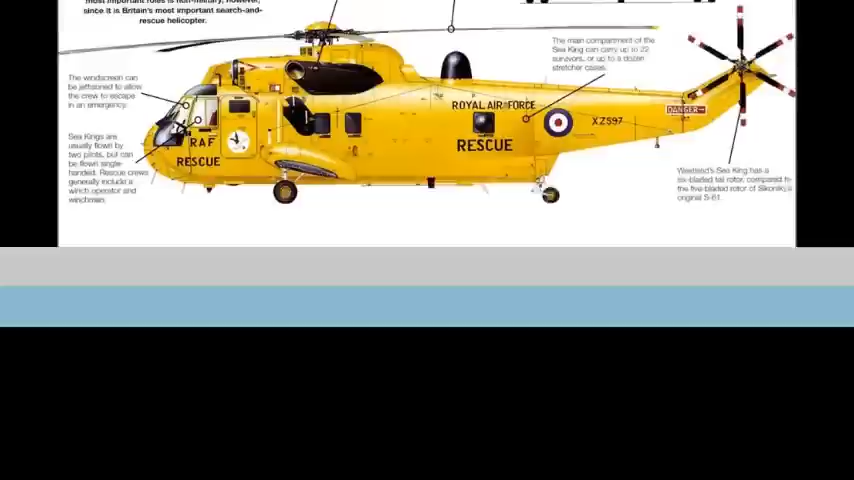 most important roles is non-military, however,
since it is Britain's most important search-and-
rescue helicopter.
The main compartment of the
Sea King can carry up to 22
survivors, or up to a dozen
stretcher cases.
The windscreen can
be jettisoned to allow
the crew to escape
in an emergency.
ROYAL AIR FORCE
XZ597
DANGER
RAF
RESCUE
RESCUE
Sea Kings are
usually flown by
two pilots, but can
be flown single-
handed. Rescue crews
generally include a
winch operator and
winchman.
Westland's Sea King has a
six-bladed tail rotor, compared to
the five-bladed rotor of Sikorsky's
original S-61.